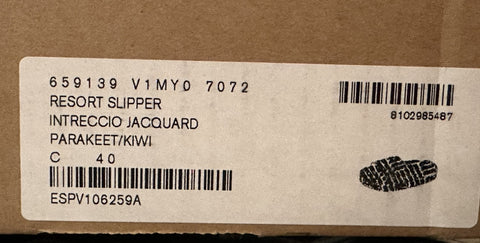 659139 V1MY0 7072
RESORT SLIPPER
INTRECCIO JACQUARD
PARAKEET/KIWI
C 40
ESPV106259A
8102985487